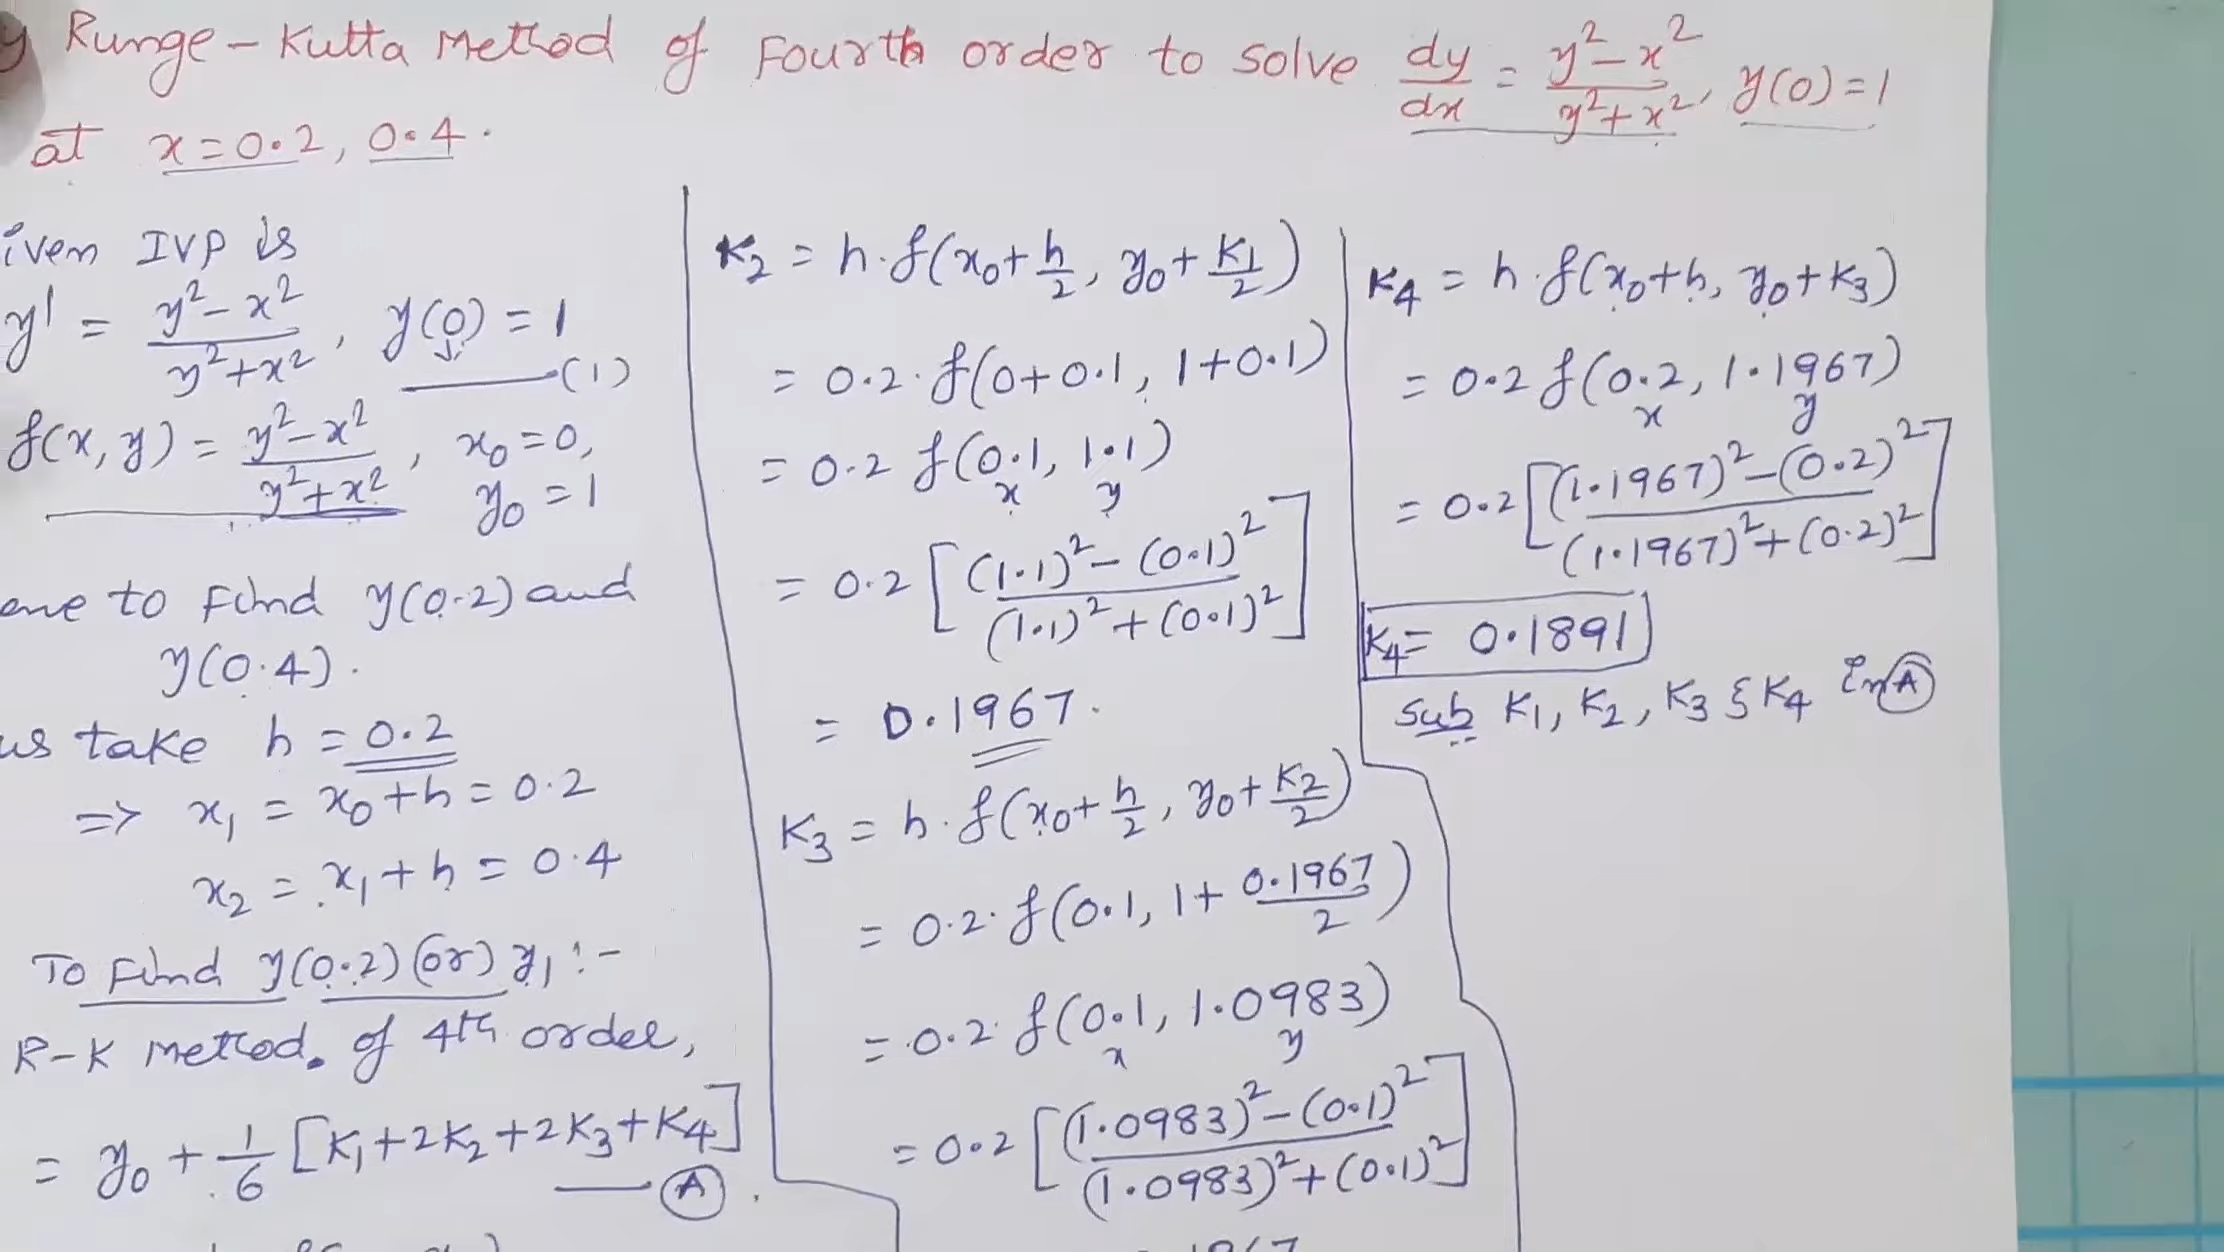 y Runge-Kutta Method of Fourth order to solve dy/dx = (y²-x²)/(y²+x²), y(0)=1
at x=0.2, 0.4.
iven IVP is
y' = (y²-x²)/(y²+x²), y(0)=1
—(1)
f(x,y) = (y²-x²)/(y²+x²), x₀=0,
y₀=1
to find y(0.2) and
y(0.4).
us take h=0.2
=> x₁ = x₀+h=0.2
x₂ = x₁+h=0.4
To find y(0.2)(or) y₁:-
R-K method. of 4th order,
= y₀ + 1/6 [K₁+2K₂+2K₃+K₄]
—(A)
K₂ = h.f(x₀+h/2, y₀+K₁/2)
= 0.2.f(0+0.1, 1+0.1)
= 0.2 f(0.1, 1.1)
x y
= 0.2 [((1.1)²-(0.1)²)/((1.1)²+(0.1)²)]
= 0.1967.
K₃ = h.f(x₀+h/2, y₀+K₂/2)
= 0.2.f(0.1, 1+0.1967/2)
= 0.2 f(0.1, 1.0983)
x y
= 0.2 [((1.0983)²-(0.1)²)/((1.0983)²+(0.1)²)]
K₄ = h.f(x₀+h, y₀+K₃)
= 0.2 f(0.2, 1.1967)
x y
= 0.2 [((1.1967)²-(0.2)²)/((1.1967)²+(0.2)²)]
K₄= 0.1891
Sub K₁, K₂, K₃ & K₄ in (A)